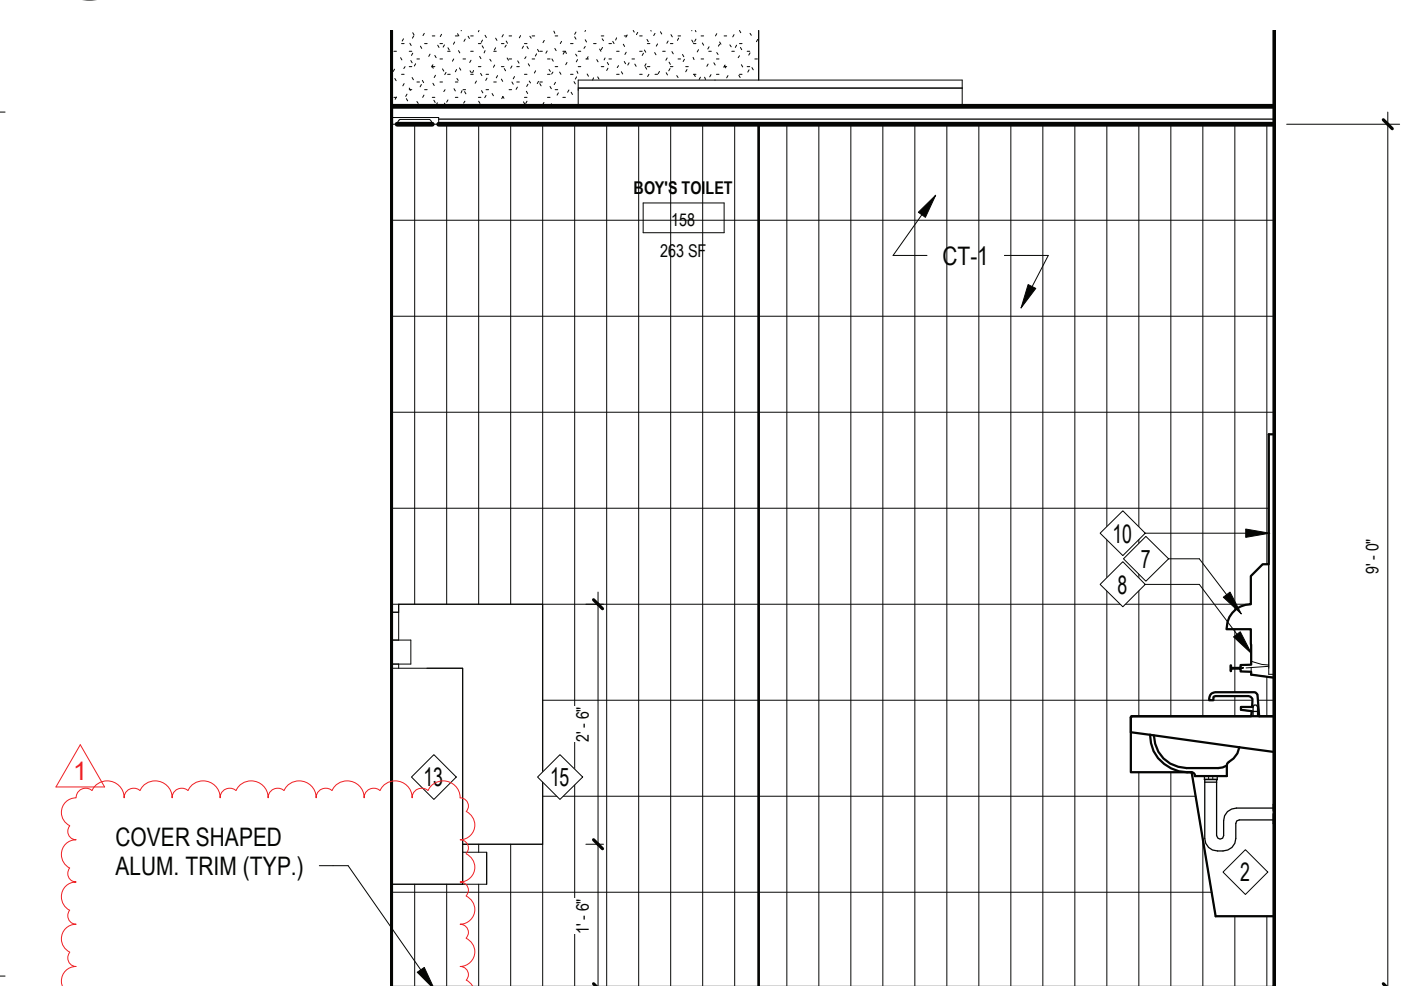 BOY'S TOILET
158
263 SF
CT-1
10
7
8
9' - 0"
2' - 6"
13
15
1
COVER SHAPED
ALUM. TRIM (TYP.)
2
1' - 6"